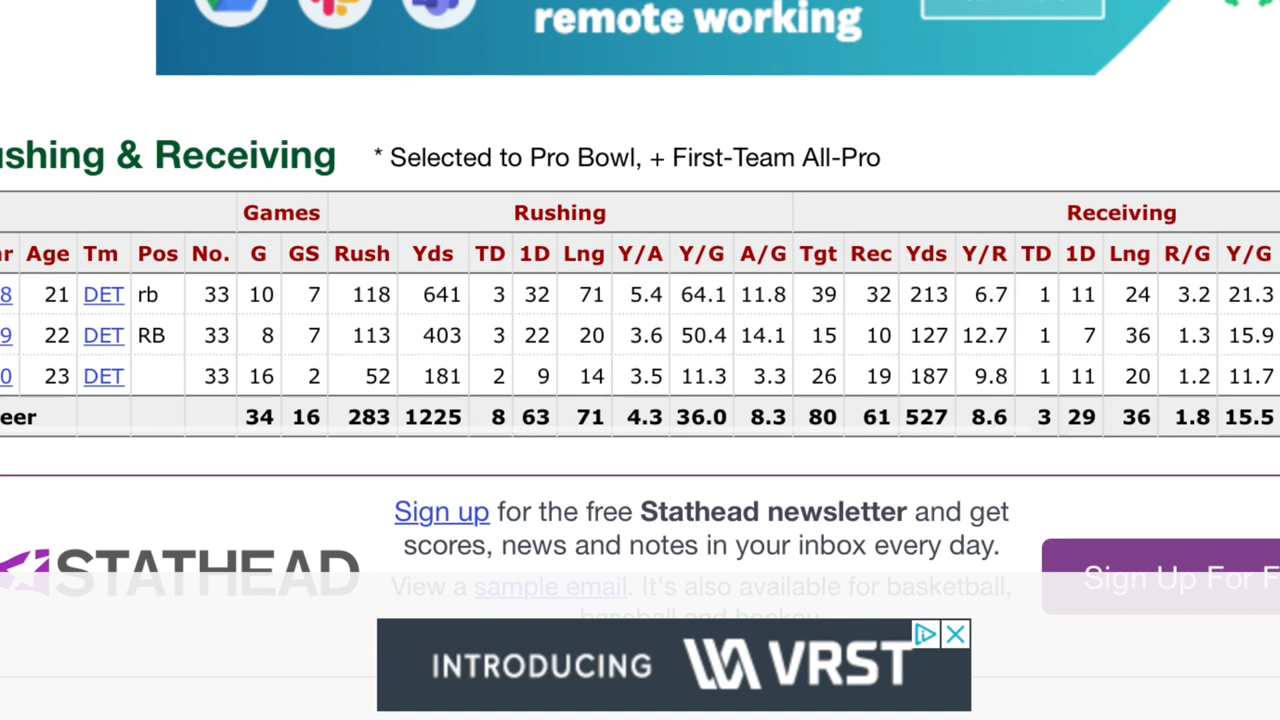 remote working
ushing & Receiving * Selected to Pro Bowl, + First-Team All-Pro
Games Rushing Receiving
r Age Tm Pos No. G GS Rush Yds TD 1D Lng Y/A Y/G A/G Tgt Rec Yds Y/R TD 1D Lng R/G Y/G
8 21 DET rb 33 10 7 118 641 3 32 71 5.4 64.1 11.8 39 32 213 6.7 1 11 24 3.2 21.3
9 22 DET RB 33 8 7 113 403 3 22 20 3.6 50.4 14.1 15 10 127 12.7 1 7 36 1.3 15.9
0 23 DET 33 16 2 52 181 2 9 14 3.5 11.3 3.3 26 19 187 9.8 1 11 20 1.2 11.7
eer 34 16 283 1225 8 63 71 4.3 36.0 8.3 80 61 527 8.6 3 29 36 1.8 15.5
Sign up for the free Stathead newsletter and get
scores, news and notes in your inbox every day.
STATHEAD
View a sample email. It's also available for basketball,
baseball and hockey.
Sign Up For F
INTRODUCING VRST